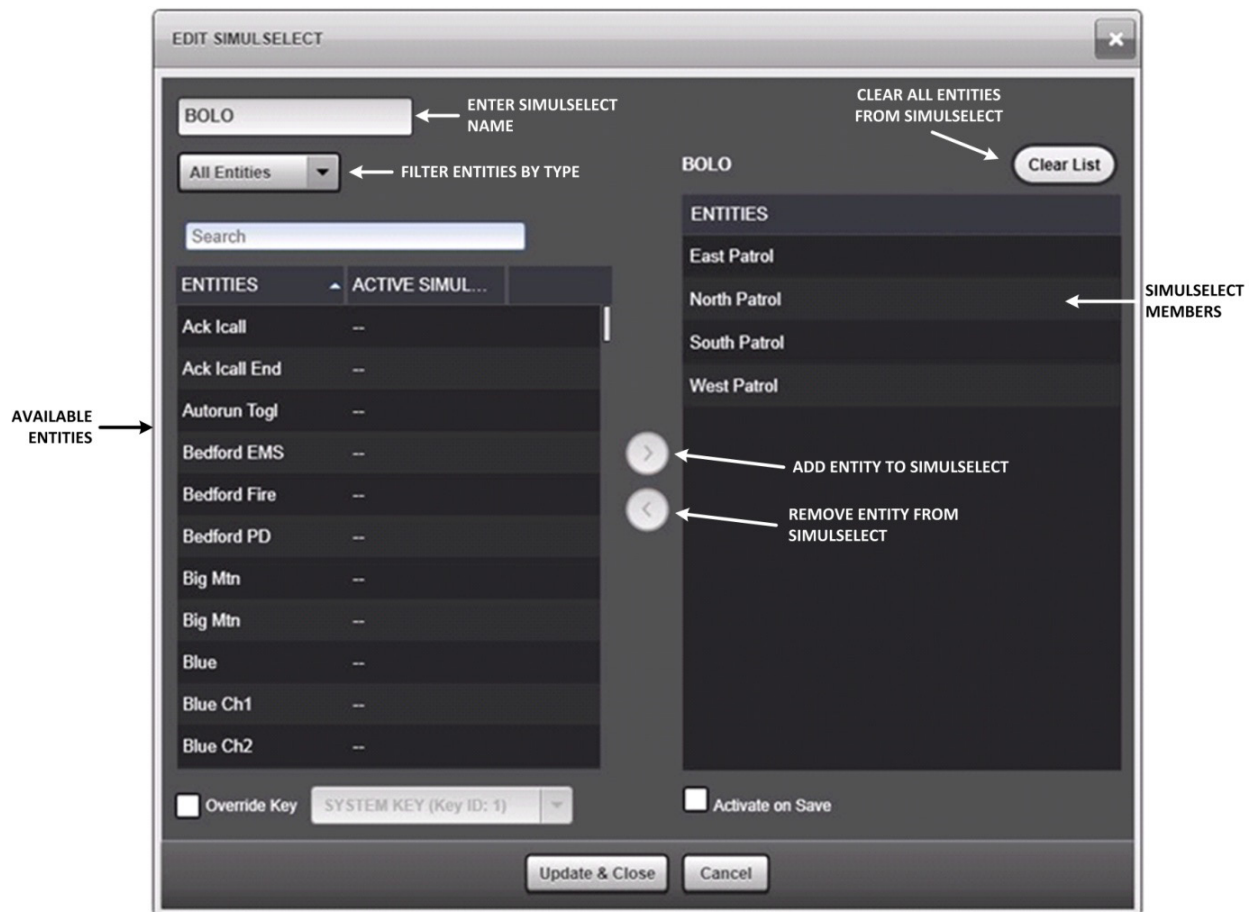 EDIT SIMULSELECT
BOLO
ENTER SIMULSELECT
NAME
CLEAR ALL ENTITIES
FROM SIMULSELECT
All Entities
FILTER ENTITIES BY TYPE
BOLO
Clear List
Search
ENTITIES
ACTIVE SIMUL...
Ack Icall
--
Ack Icall End
--
Autorun Togl
--
Bedford EMS
--
Bedford Fire
--
Bedford PD
--
Big Mtn
--
Big Mtn
--
Blue
--
Blue Ch1
--
Blue Ch2
--
AVAILABLE
ENTITIES
ENTITIES
East Patrol
North Patrol
South Patrol
West Patrol
SIMULSELECT
MEMBERS
>
ADD ENTITY TO SIMULSELECT
<
REMOVE ENTITY FROM
SIMULSELECT
Override Key
SYSTEM KEY (Key ID: 1)
Activate on Save
Update & Close
Cancel